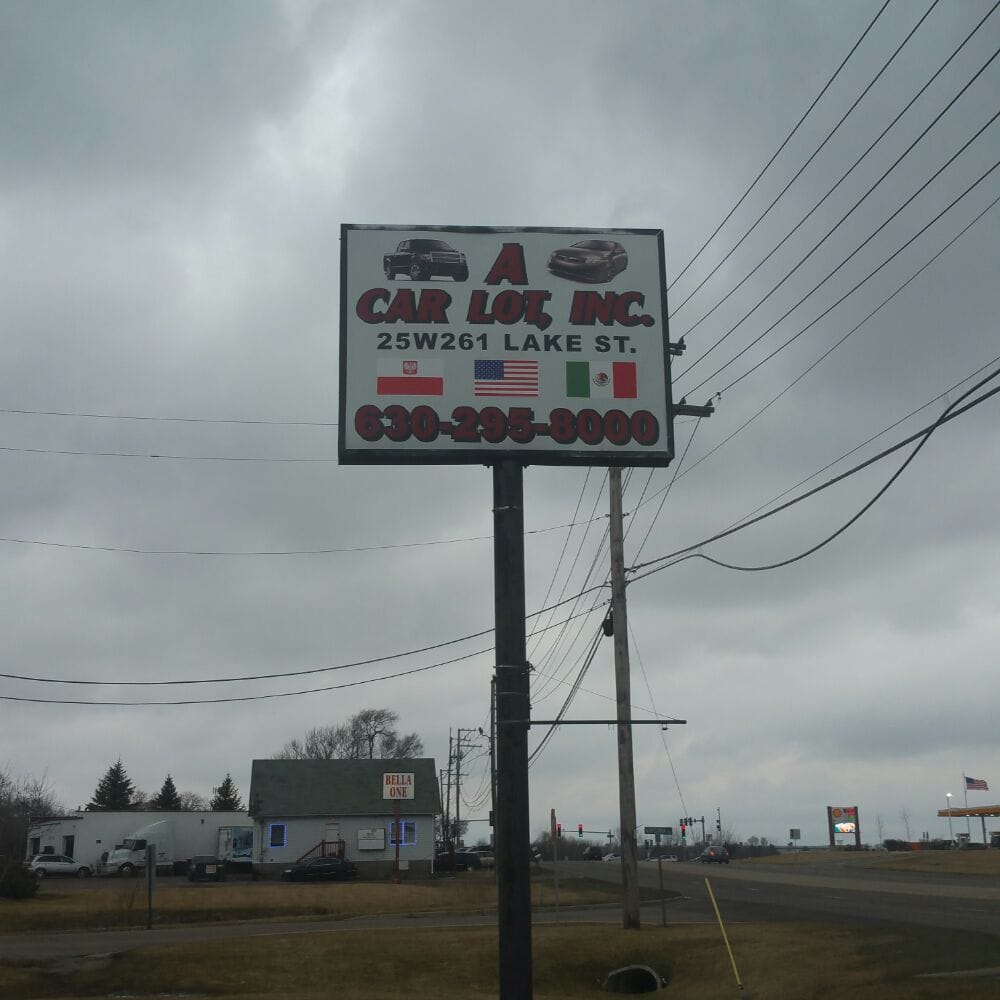 A
CAR LOT, INC.
25W261 LAKE ST.
630-295-8000
BELLA
ONE